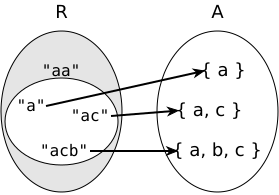 R A
"aa"
"a" { a }
"ac" { a, c }
"acb" { a, b, c }